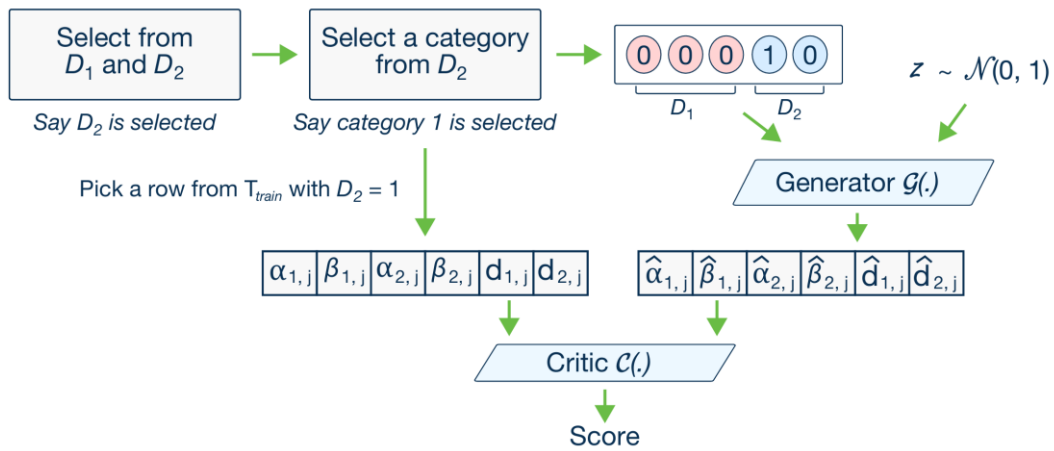 Select from
D₁ and D₂
Select a category
from D₂
0 0 0 1 0
D₁ D₂
z ~ 𝒩(0, 1)
Say D₂ is selected
Say category 1 is selected
Pick a row from T_train with D₂ = 1
Generator 𝒢(.)
α₁, j β₁, j α₂, j β₂, j d₁, j d₂, j
α̂₁, j β̂₁, j α̂₂, j β̂₂, j d̂₁, j d̂₂, j
Critic 𝒞(.)
Score